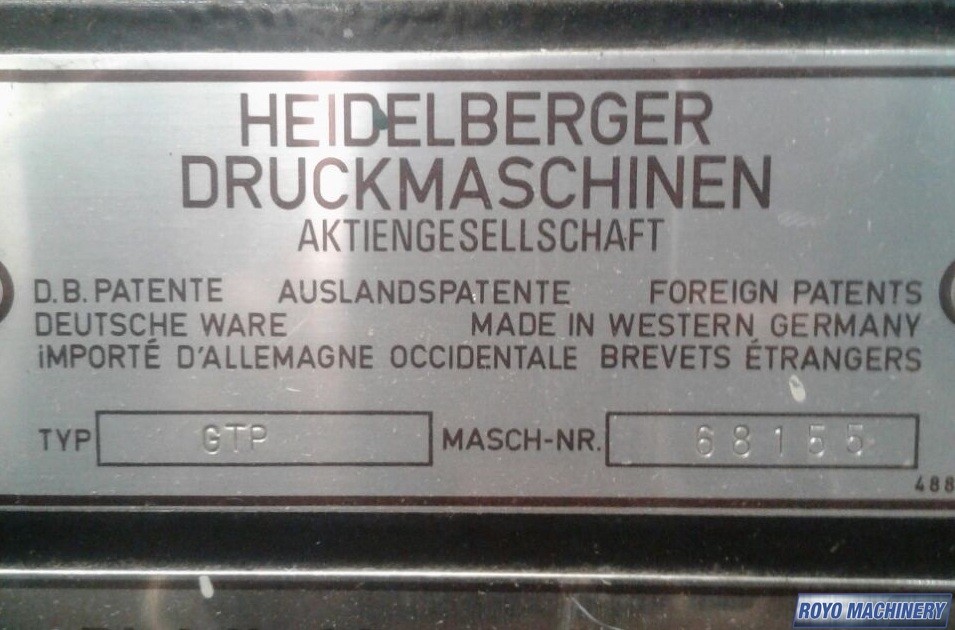 HEIDELBERGER
DRUCKMASCHINEN
AKTIENGESELLSCHAFT
D.B. PATENTE AUSLANDSPATENTE FOREIGN PATENTS
DEUTSCHE WARE MADE IN WESTERN GERMANY
iMPORTÉ D'ALLEMAGNE OCCIDENTALE BREVETS ÉTRANGERS
TYP GTP MASCH-NR. 68155
488
ROYO MACHINERY